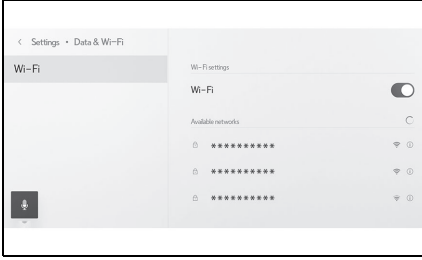 Settings • Data & Wi-Fi
Wi-Fi
Wi-Fi settings
Wi-Fi
Available networks
**********
**********
**********